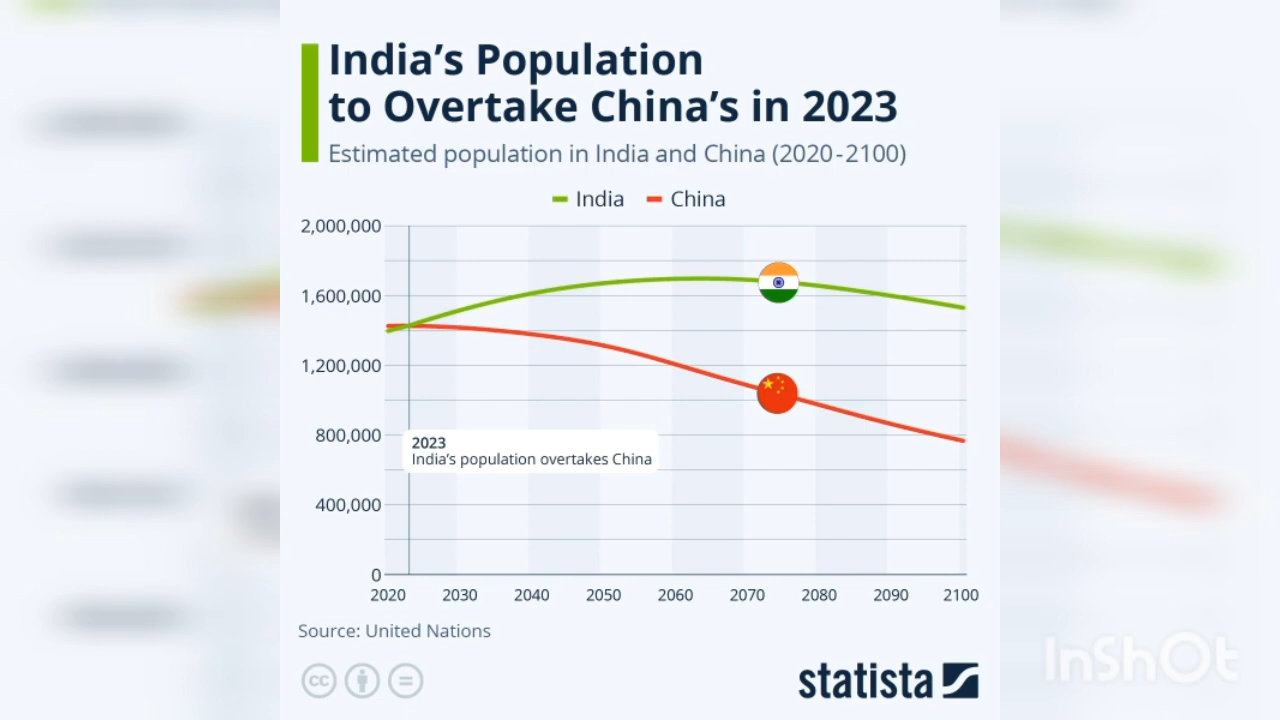 India's Population
to Overtake China's in 2023
Estimated population in India and China (2020-2100)
India China
2,000,000
1,600,000
1,200,000
800,000
2023
India's population overtakes China
400,000
0
2020 2030 2040 2050 2060 2070 2080 2090 2100
Source: United Nations
cc
statista
InShOt